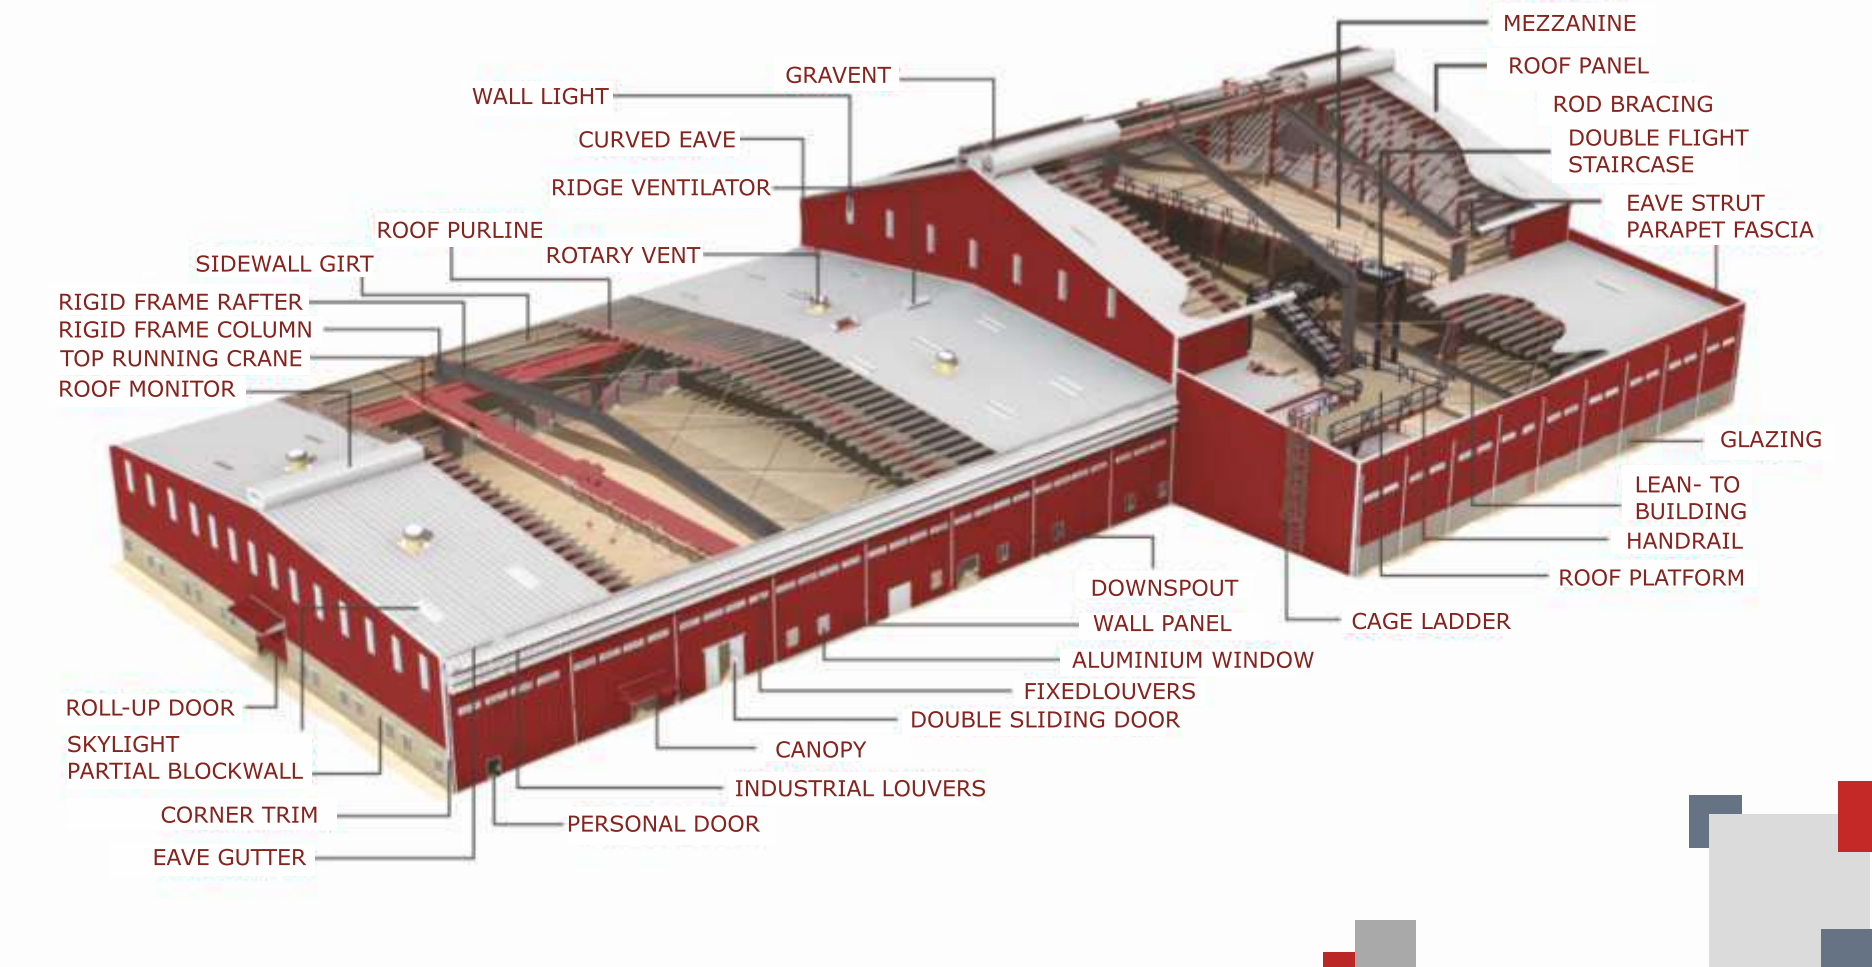 MEZZANINE
GRAVENT
ROOF PANEL
WALL LIGHT
ROD BRACING
CURVED EAVE
DOUBLE FLIGHT
STAIRCASE
RIDGE VENTILATOR
EAVE STRUT
PARAPET FASCIA
ROOF PURLINE
ROTARY VENT
SIDEWALL GIRT
RIGID FRAME RAFTER
RIGID FRAME COLUMN
TOP RUNNING CRANE
ROOF MONITOR
GLAZING
LEAN- TO
BUILDING
HANDRAIL
ROOF PLATFORM
DOWNSPOUT
CAGE LADDER
WALL PANEL
ALUMINIUM WINDOW
FIXEDLOUVERS
ROLL-UP DOOR
DOUBLE SLIDING DOOR
SKYLIGHT
CANOPY
PARTIAL BLOCKWALL
INDUSTRIAL LOUVERS
CORNER TRIM
PERSONAL DOOR
EAVE GUTTER